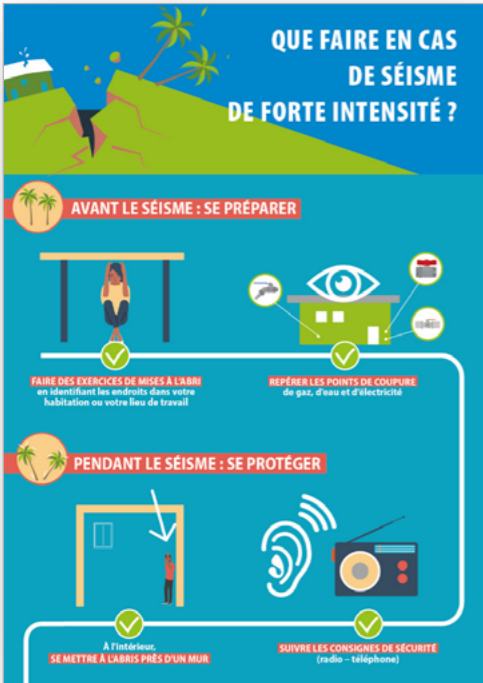 QUE FAIRE EN CAS
DE SÉISME
DE FORTE INTENSITÉ ?
AVANT LE SÉISME : SE PRÉPARER
FAIRE DES EXERCICES DE MISES À L'ABRI
en identifiant les endroits dans votre
habitation ou votre lieu de travail
REPÉRER LES POINTS DE COUPURE
de gaz, d'eau et d'électricité
PENDANT LE SÉISME : SE PROTÉGER
À l'intérieur,
SE METTRE À L'ABRIS PRÈS D'UN MUR
SUIVRE LES CONSIGNES DE SÉCURITÉ
(radio – téléphone)